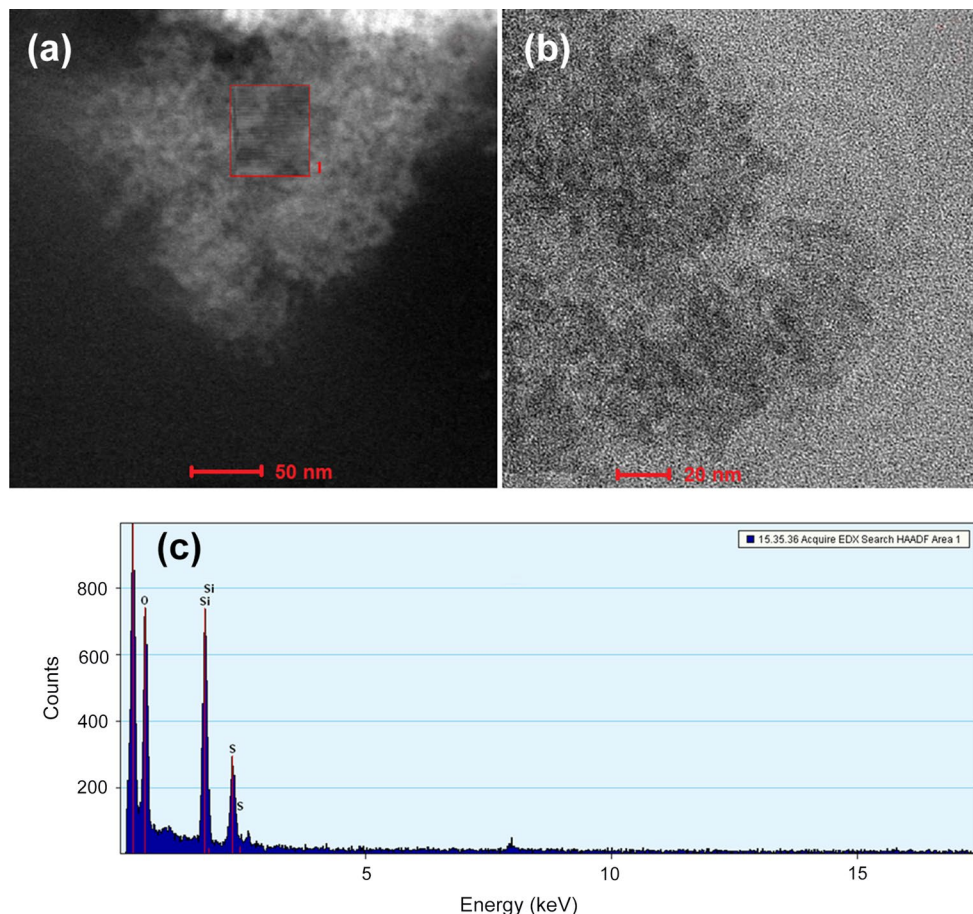 (a)
(b)
1
50 nm
20 nm
(c)
15.35.36 Acquire EDX Search HAADF Area 1
Counts
800
600
400
200
O
Si
Si
S
S
5
10
15
Energy (keV)